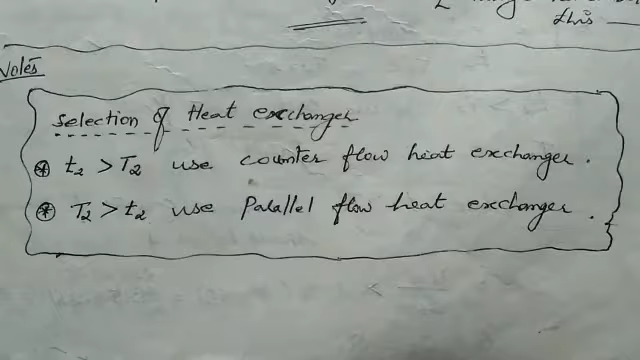 this
Notes
Selection of Heat exchanger
t₂ > T₂ use counter flow heat exchanger.
T₂ > t₂ use Parallel flow heat exchanger.